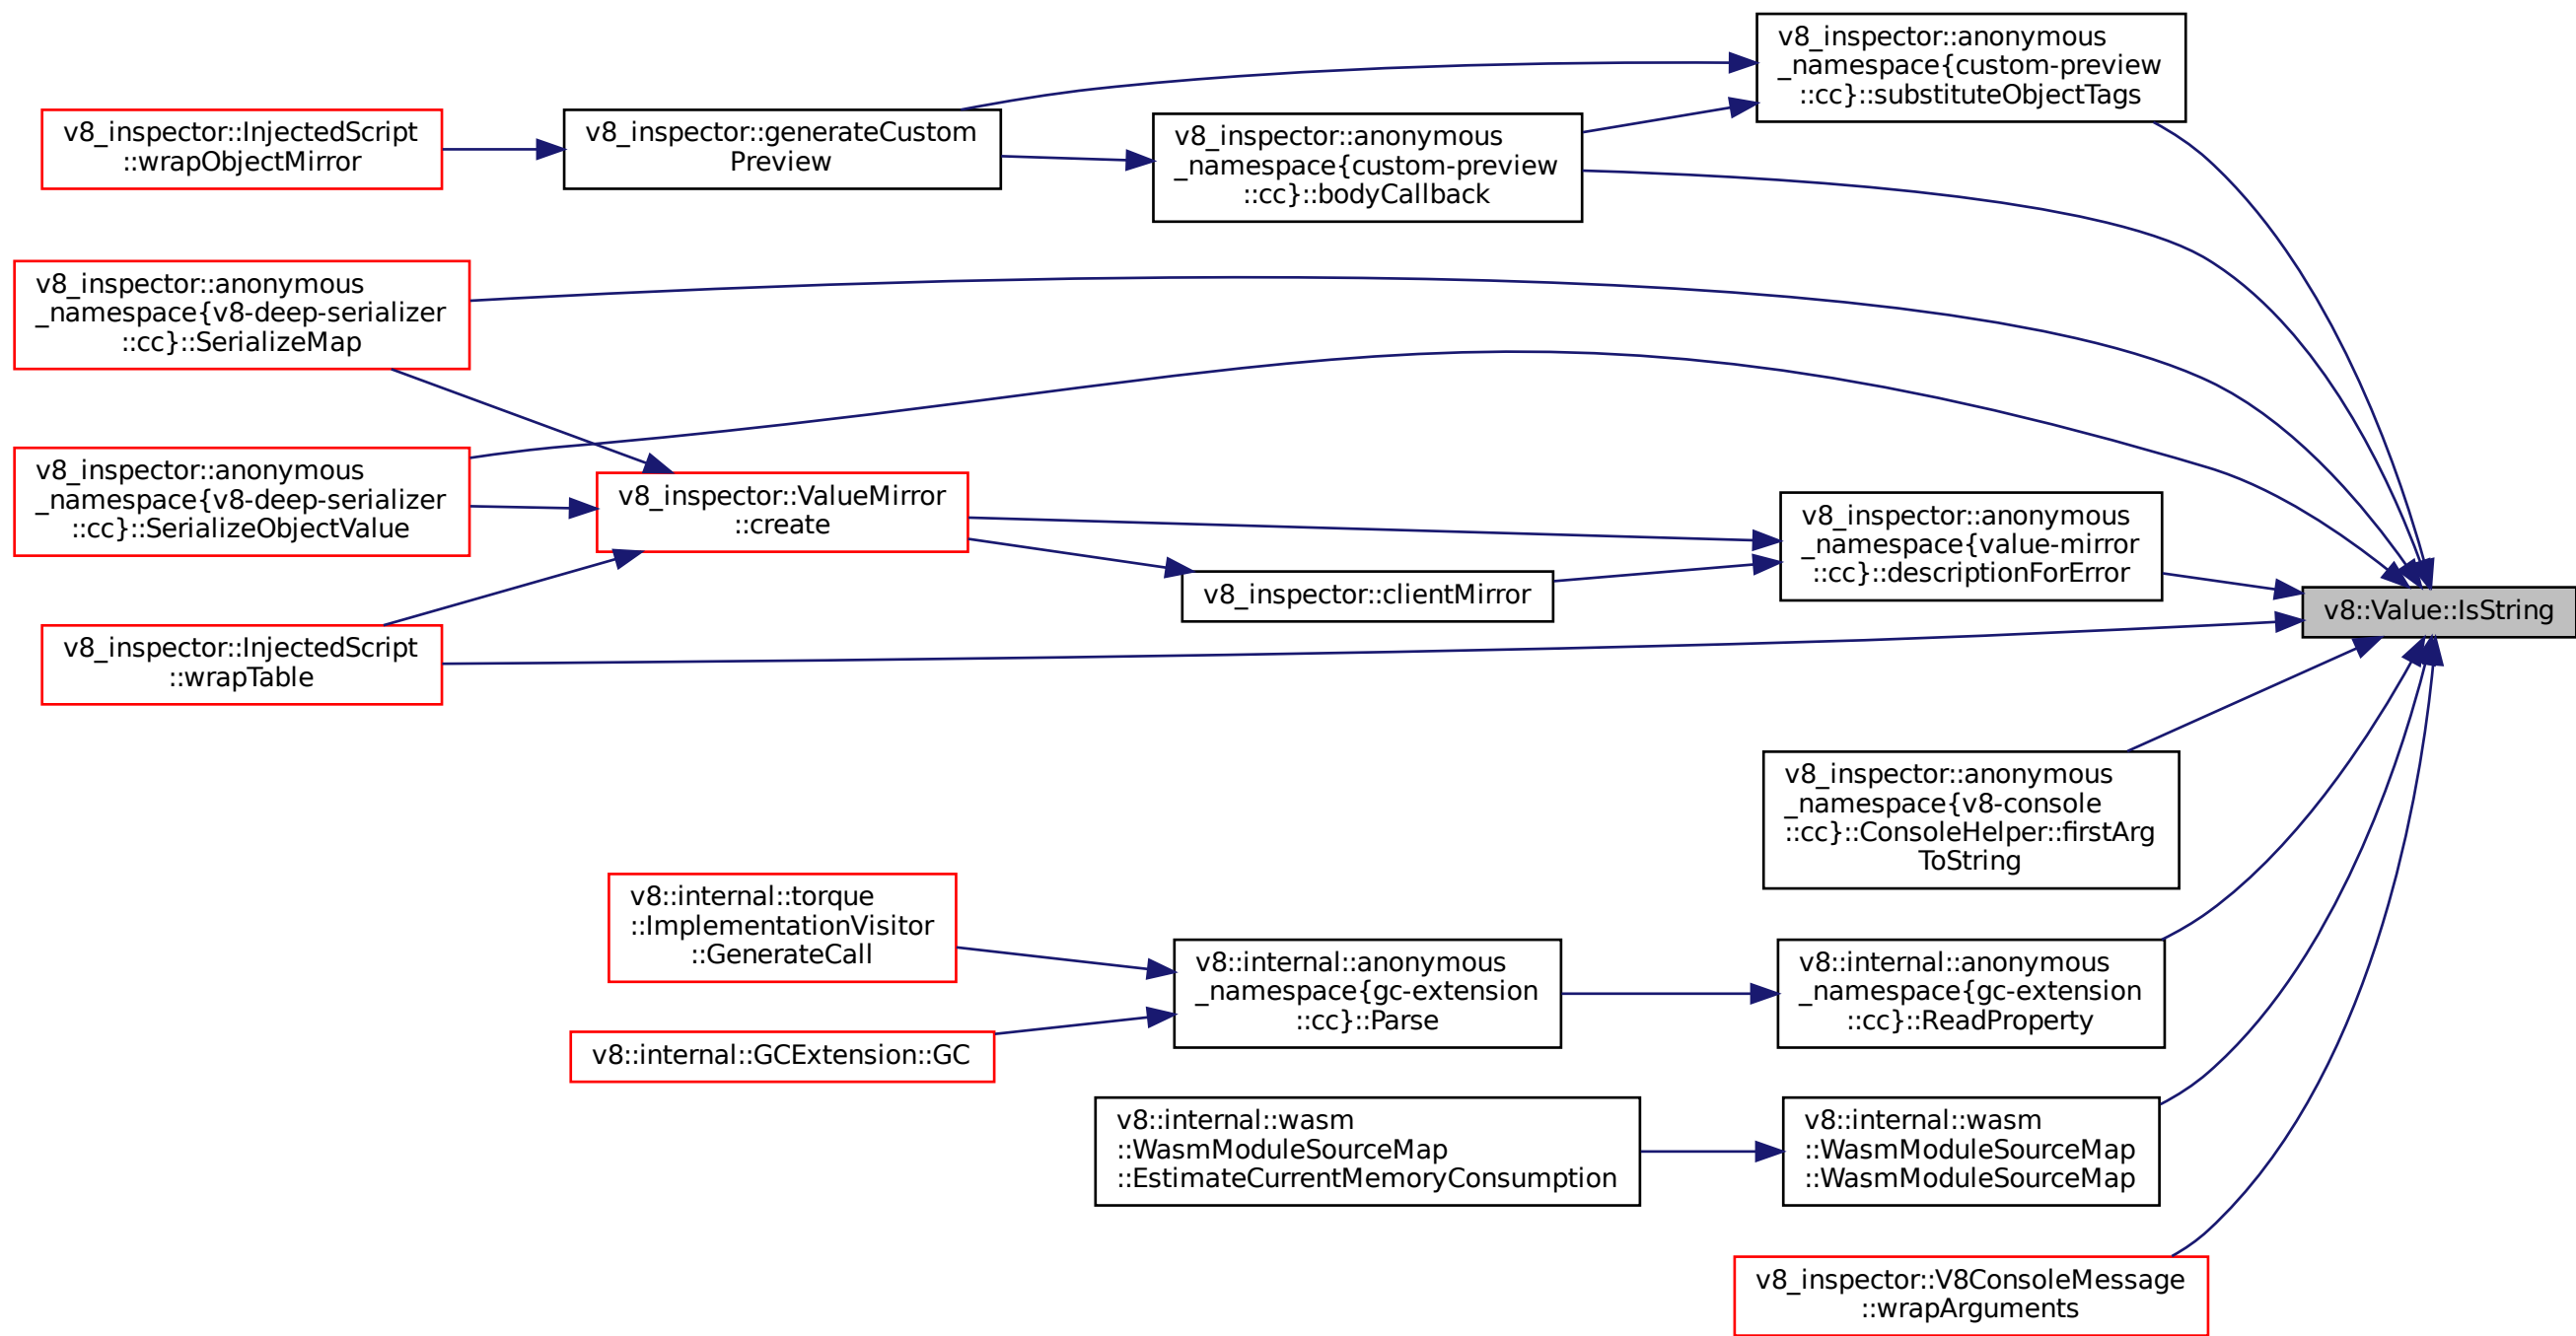 v8_inspector::anonymous
_namespace{custom-preview
::cc}::substituteObjectTags
v8_inspector::InjectedScript
::wrapObjectMirror
v8_inspector::generateCustom
Preview
v8_inspector::anonymous
_namespace{custom-preview
::cc}::bodyCallback
v8_inspector::anonymous
_namespace{v8-deep-serializer
::cc}::SerializeMap
v8_inspector::anonymous
_namespace{v8-deep-serializer
::cc}::SerializeObjectValue
v8_inspector::ValueMirror
::create
v8_inspector::anonymous
_namespace{value-mirror
::cc}::descriptionForError
v8_inspector::clientMirror
v8::Value::IsString
v8_inspector::InjectedScript
::wrapTable
v8_inspector::anonymous
_namespace{v8-console
::cc}::ConsoleHelper::firstArg
ToString
v8::internal::torque
::ImplementationVisitor
::GenerateCall
v8::internal::anonymous
_namespace{gc-extension
::cc}::Parse
v8::internal::anonymous
_namespace{gc-extension
::cc}::ReadProperty
v8::internal::GCExtension::GC
v8::internal::wasm
::WasmModuleSourceMap
::EstimateCurrentMemoryConsumption
v8::internal::wasm
::WasmModuleSourceMap
::WasmModuleSourceMap
v8_inspector::V8ConsoleMessage
::wrapArguments